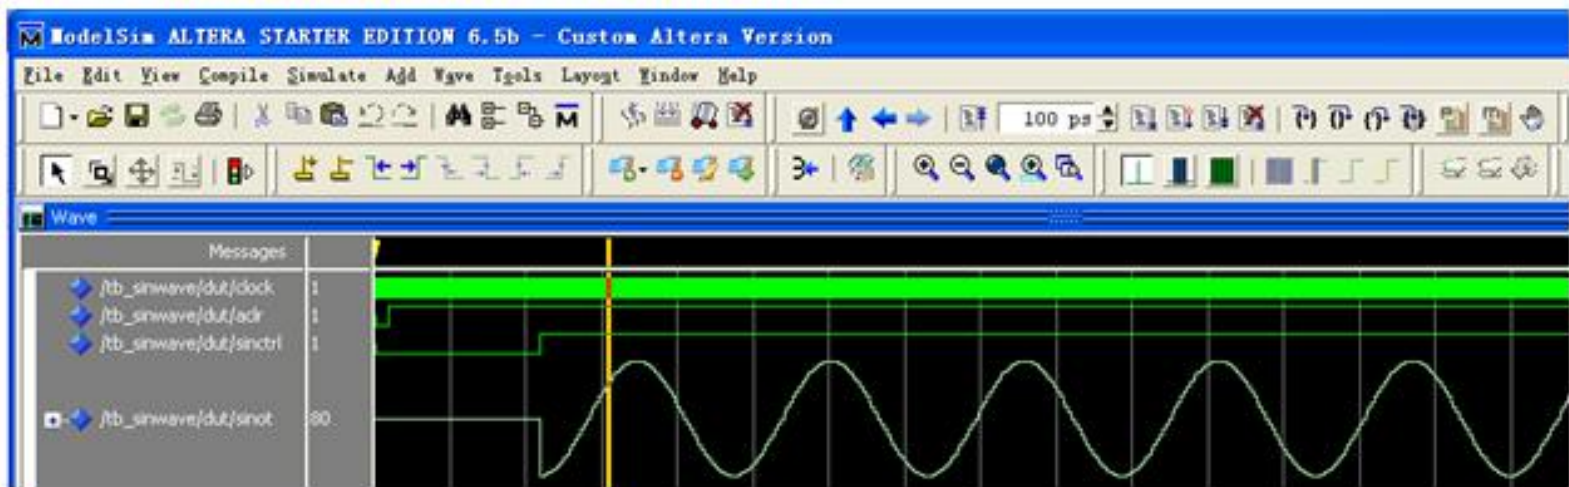 ModelSim ALTERA STARTER EDITION 6.5b - Custom Altera Version
File Edit View Compile Simulate Add Wave Tools Layout Window Help
100 ps
Wave
Messages
/tb_sinwave/dut/clock 1
/tb_sinwave/dut/aclr 1
/tb_sinwave/dut/sinctrl 1
/tb_sinwave/dut/sinot 80